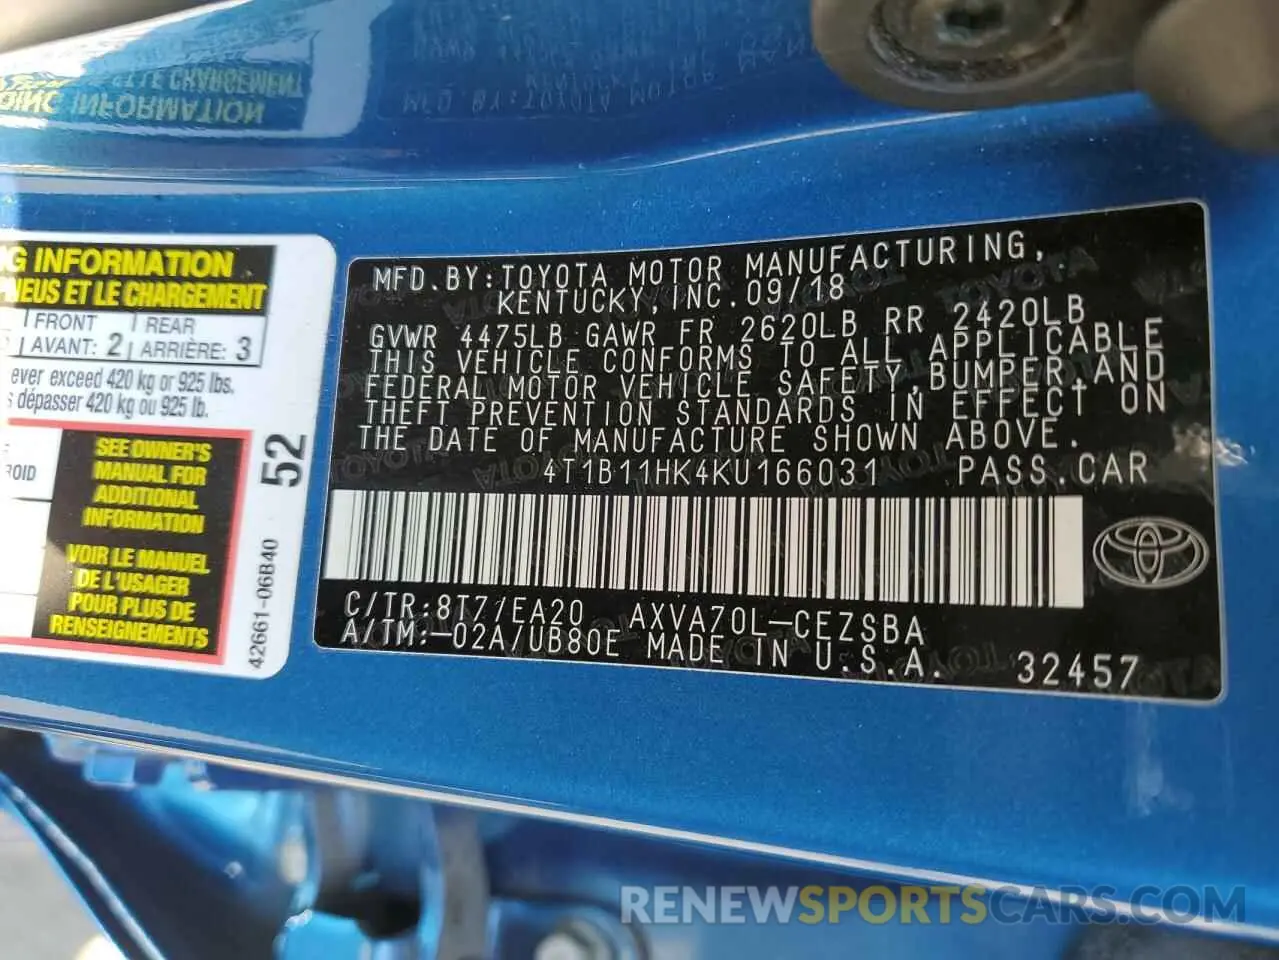 G INFORMATION
NEUS ET LE CHARGEMENT
FRONT
AVANT: 2
REAR
ARRIÈRE: 3
ever exceed 420 kg or 925 lbs.
dépasser 420 kg ou 925 lb.
ROID
SEE OWNER'S
MANUAL FOR
ADDITIONAL
INFORMATION
VOIR LE MANUEL
DE L'USAGER
POUR PLUS DE
RENSEIGNEMENTS
52
42661-06B40
MFD.BY:TOYOTA MOTOR MANUFACTURING,
KENTUCKY,INC.09/18
GVWR 4475LB GAWR FR 2620LB RR 2420LB
THIS VEHICLE CONFORMS TO ALL APPLICABLE
FEDERAL MOTOR VEHICLE SAFETY,BUMPER,AND
THEFT PREVENTION STANDARDS IN EFFECT ON
THE DATE OF MANUFACTURE SHOWN ABOVE.
4T1B11HK4KU166031 PASS.CAR
C/TR:8T7/EA20 AXVA70L-CEZSBA
A/TM:-02A/UB80E MADE IN U.S.A. 32457
RENEWSPORTSCARS.COM